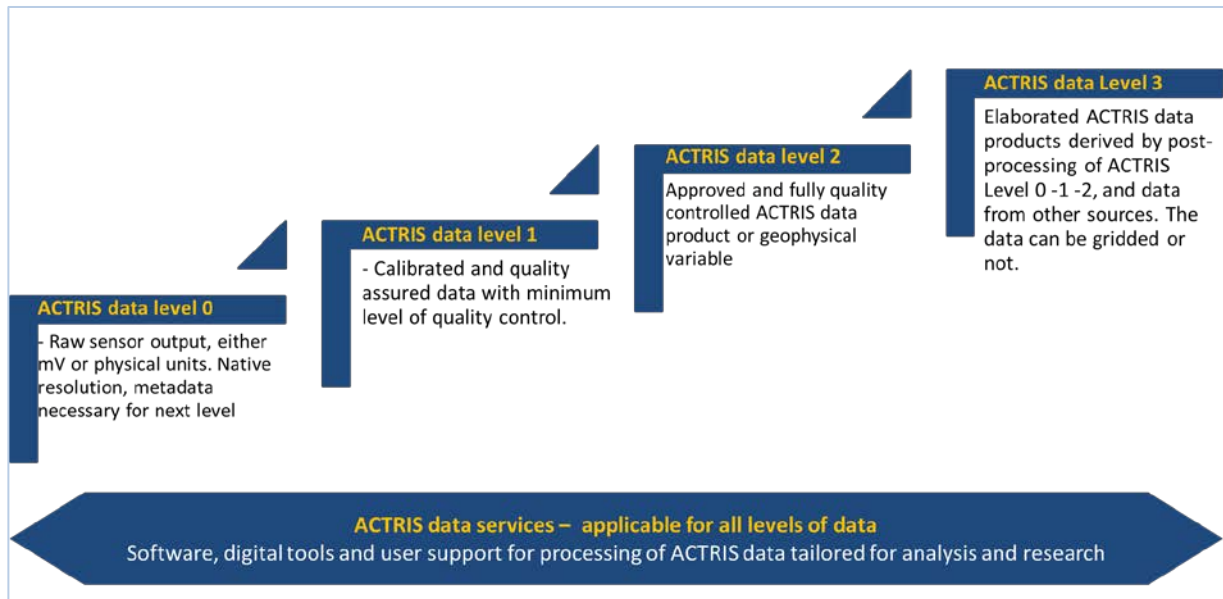 ACTRIS data level 0
- Raw sensor output, either
mV or physical units. Native
resolution, metadata
necessary for next level
ACTRIS data level 1
- Calibrated and quality
assured data with minimum
level of quality control.
ACTRIS data level 2
Approved and fully quality
controlled ACTRIS data
product or geophysical
variable
ACTRIS data Level 3
Elaborated ACTRIS data
products derived by post-
processing of ACTRIS
Level 0 -1 -2, and data
from other sources. The
data can be gridded or
not.
ACTRIS data services – applicable for all levels of data
Software, digital tools and user support for processing of ACTRIS data tailored for analysis and research